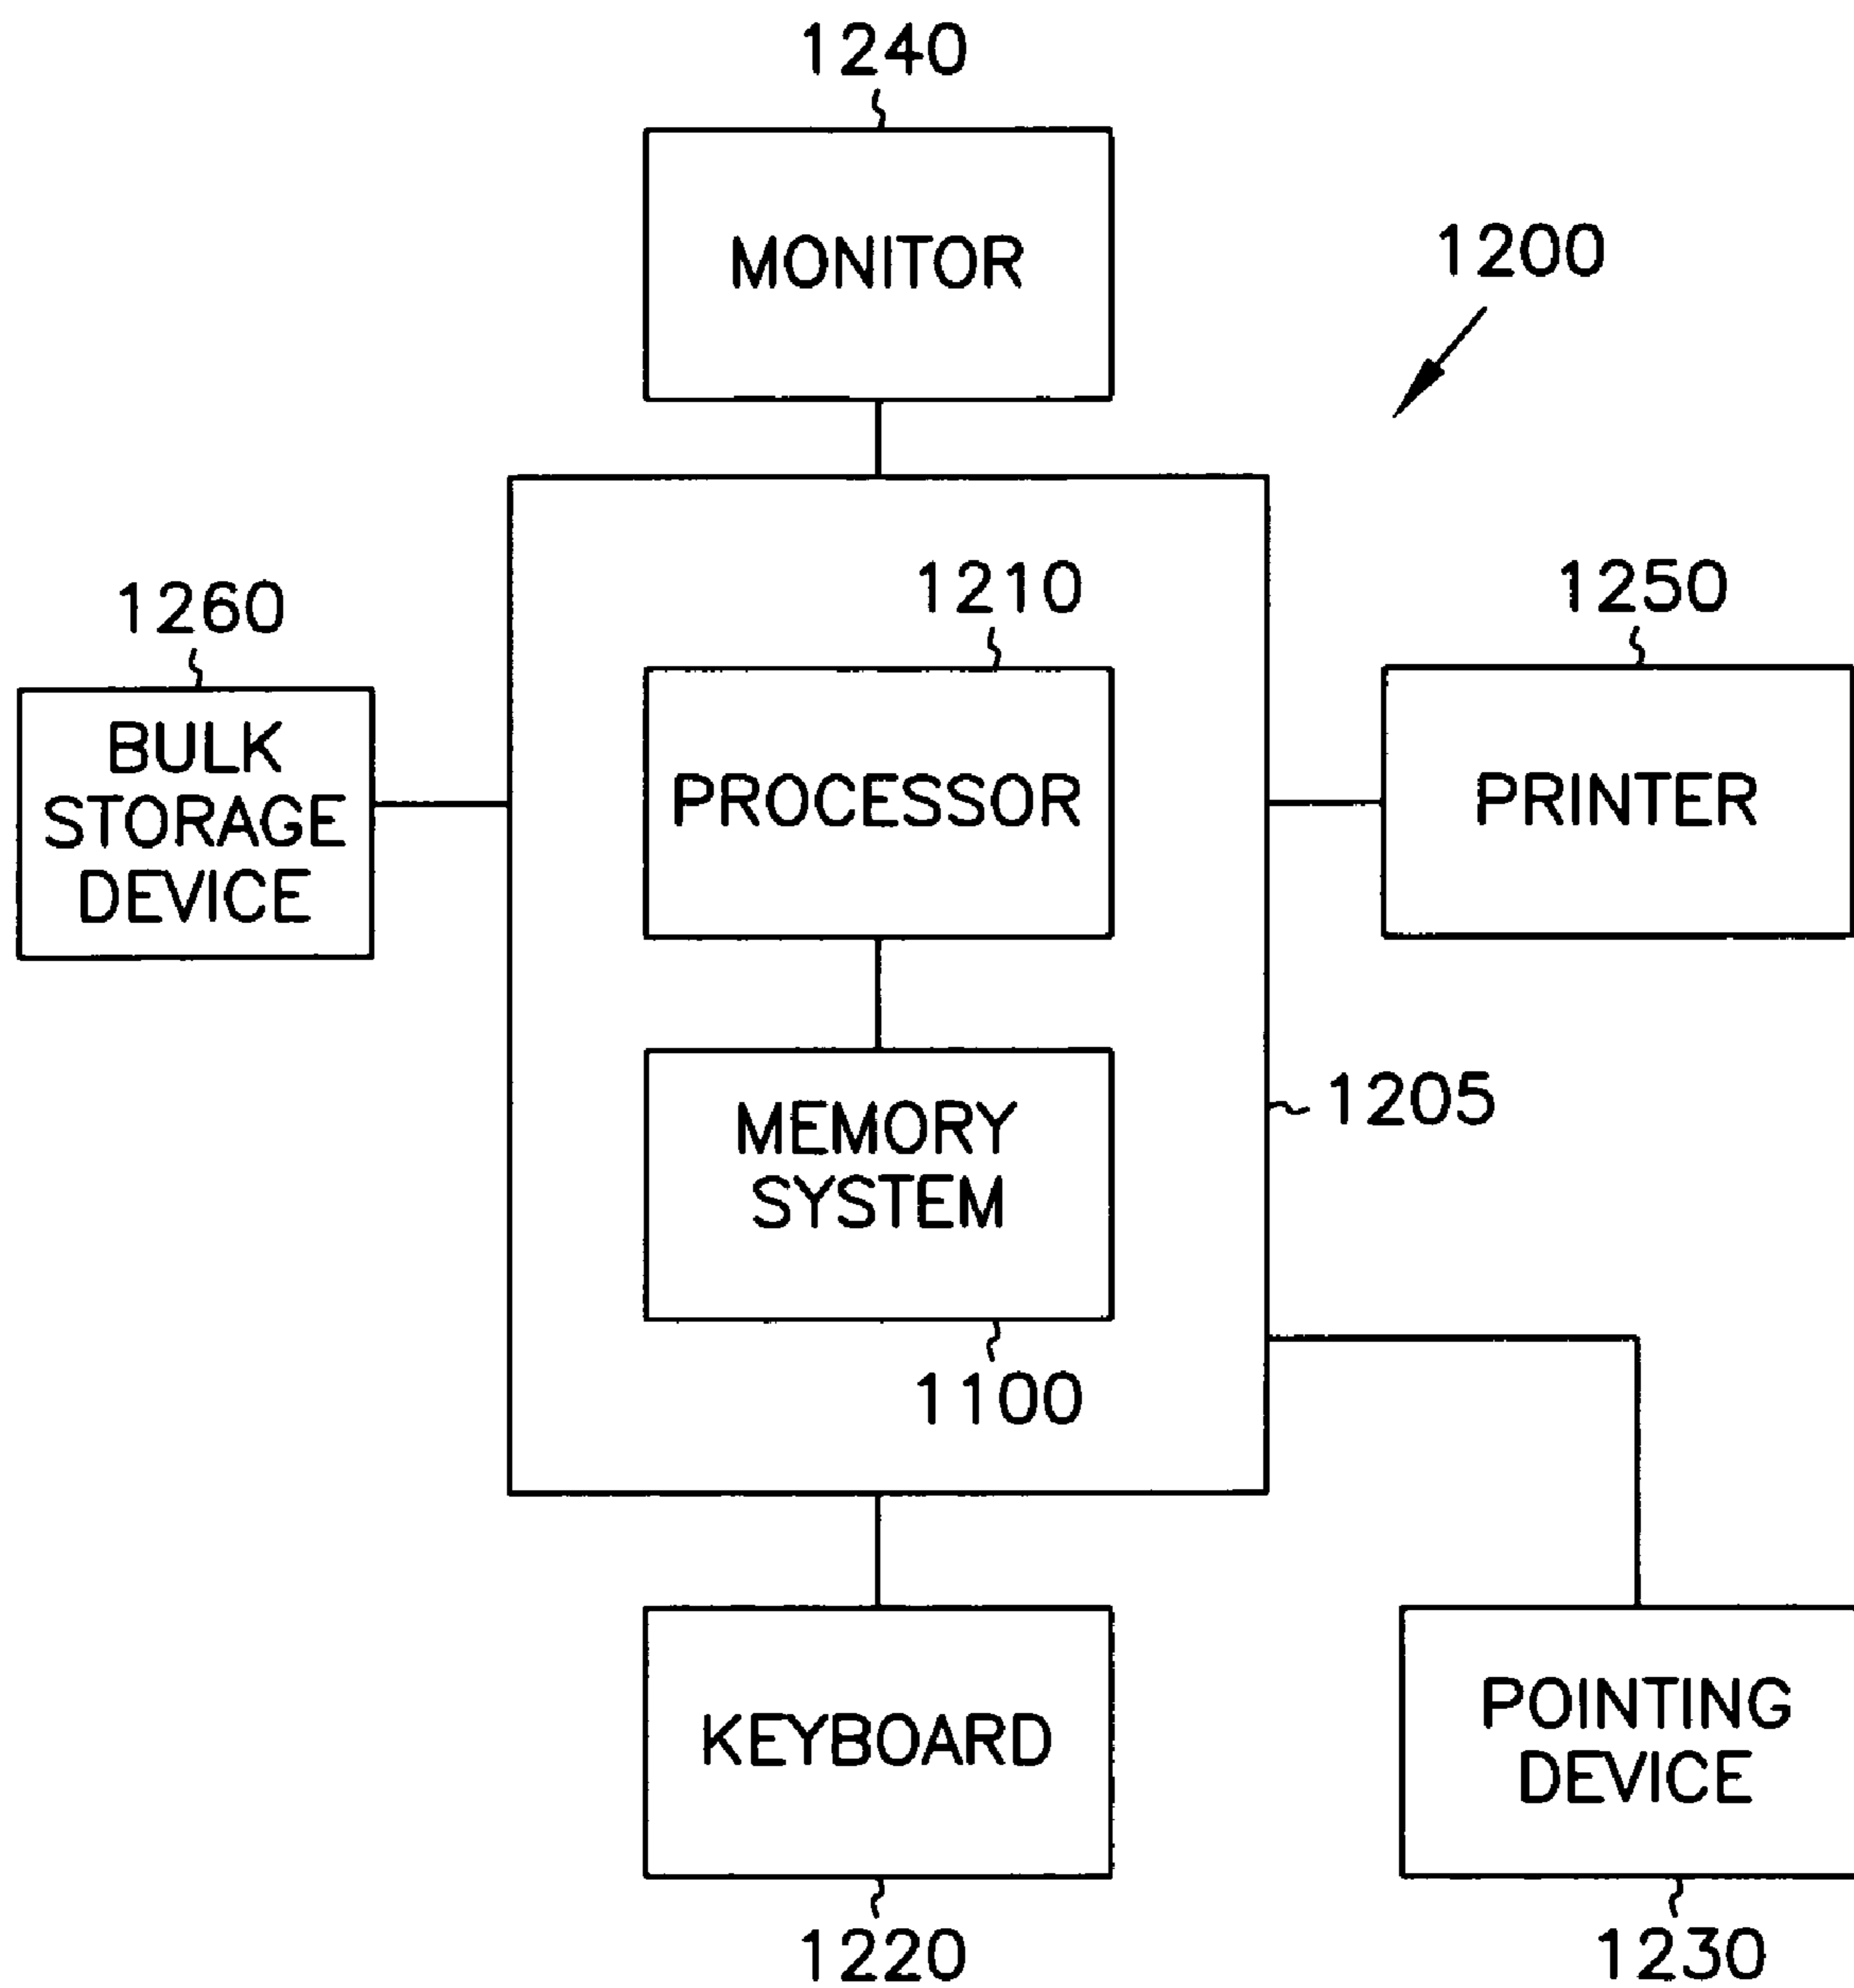 1240
MONITOR
1200
1260
BULK
STORAGE
DEVICE
1210
PROCESSOR
1250
PRINTER
MEMORY
SYSTEM
1100
1205
KEYBOARD
1220
POINTING
DEVICE
1230